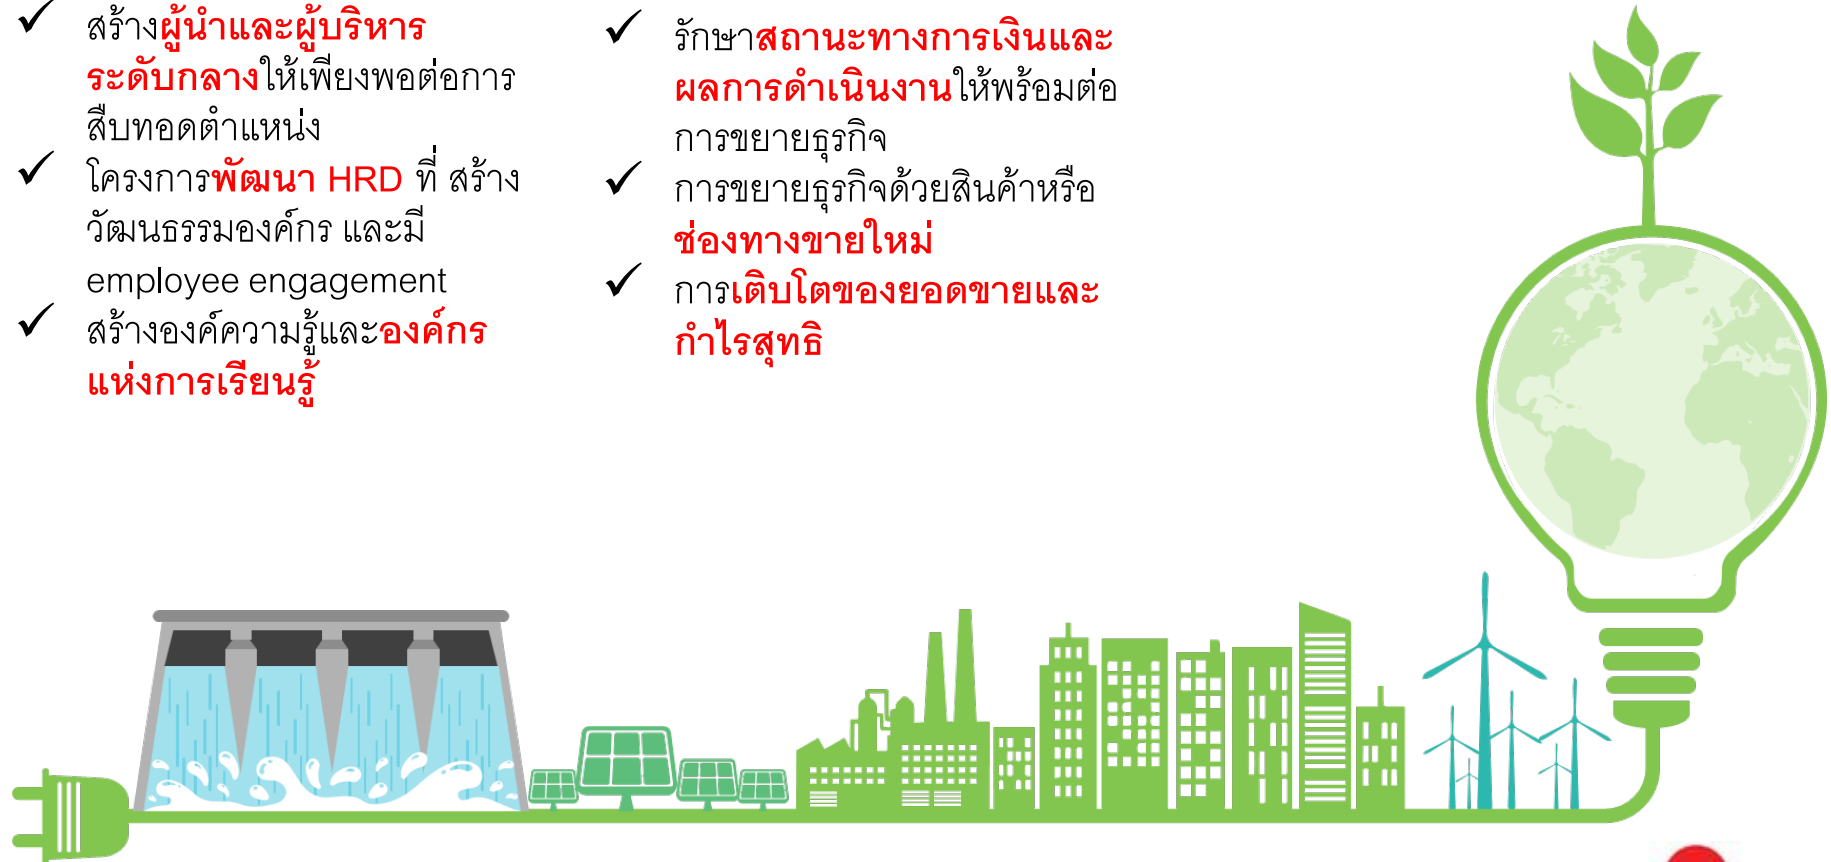 ✓ สร้างผู้นำและผู้บริหาร
ระดับกลางให้เพียงพอต่อการ
สืบทอดตำแหน่ง
✓ โครงการพัฒนา HRD ที่ สร้าง
วัฒนธรรมองค์กร และมี
employee engagement
✓ สร้างองค์ความรู้และองค์กร
แห่งการเรียนรู้
✓ รักษาสถานะทางการเงินและ
ผลการดำเนินงานให้พร้อมต่อ
การขยายธุรกิจ
✓ การขยายธุรกิจด้วยสินค้าหรือ
ช่องทางขายใหม่
✓ การเติบโตของยอดขายและ
กำไรสุทธิ